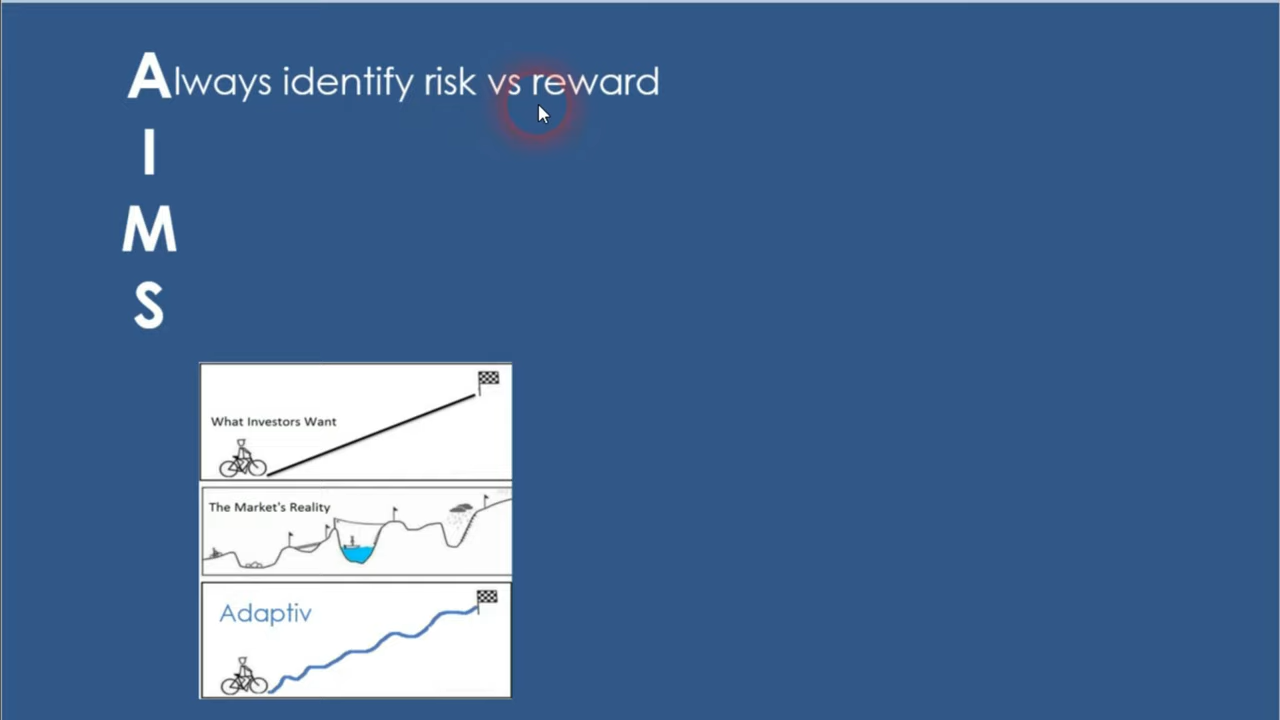 Always identify risk vs reward
I
M
S
What Investors Want
The Market's Reality
Adaptiv